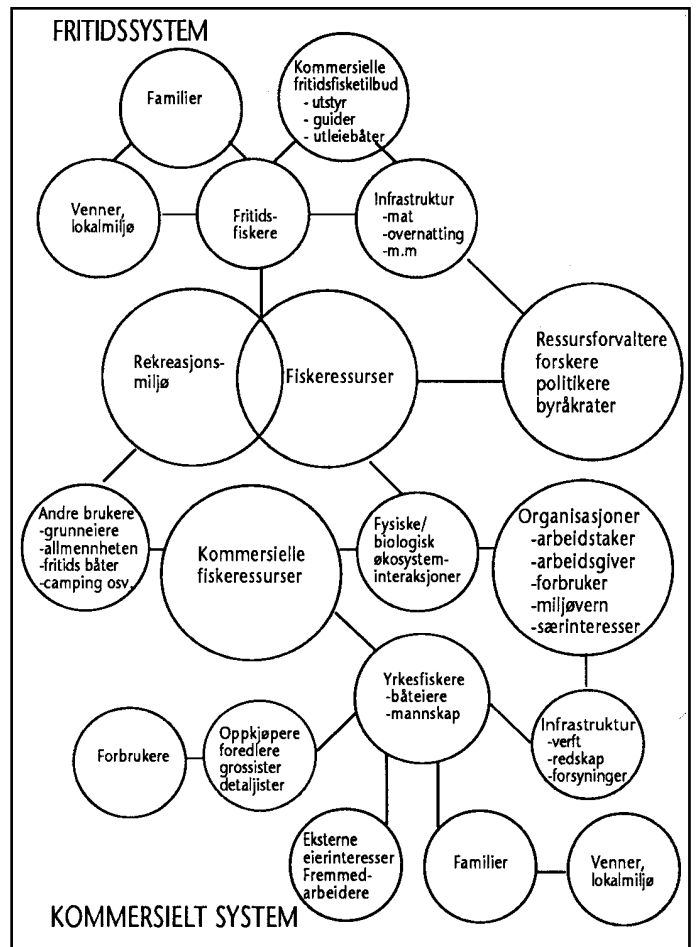 FRITIDSSYSTEM
Familier
Kommersielle
fritidsfisketilbud
- utstyr
- guider
- utleiebåter
Venner,
lokalmiljø
Fritids-
fiskere
Infrastruktur
-mat
-overnatting
-m.m
Rekreasjons-
miljø
Fiskeressurser
Ressursforvaltere
forskere
politikere
byråkrater
Andre brukere
-grunneiere
-allmennheten
-fritids båter
-camping osv.
Kommersielle
fiskeressurser
Fysiske/
biologisk
økosystem-
interaksjoner
Organisasjoner
-arbeidstaker
-arbeidsgiver
-forbruker
-miljøvern
-særinteresser
Yrkesfiskere
-båteiere
-mannskap
Forbrukere
Oppkjøpere
foredlere
grossister
detaljister
Infrastruktur
-verft
-redskap
-forsyninger
Eksterne
eierinteresser
Fremmed-
arbeidere
Familier
Venner,
lokalmiljø
KOMMERSIELT SYSTEM